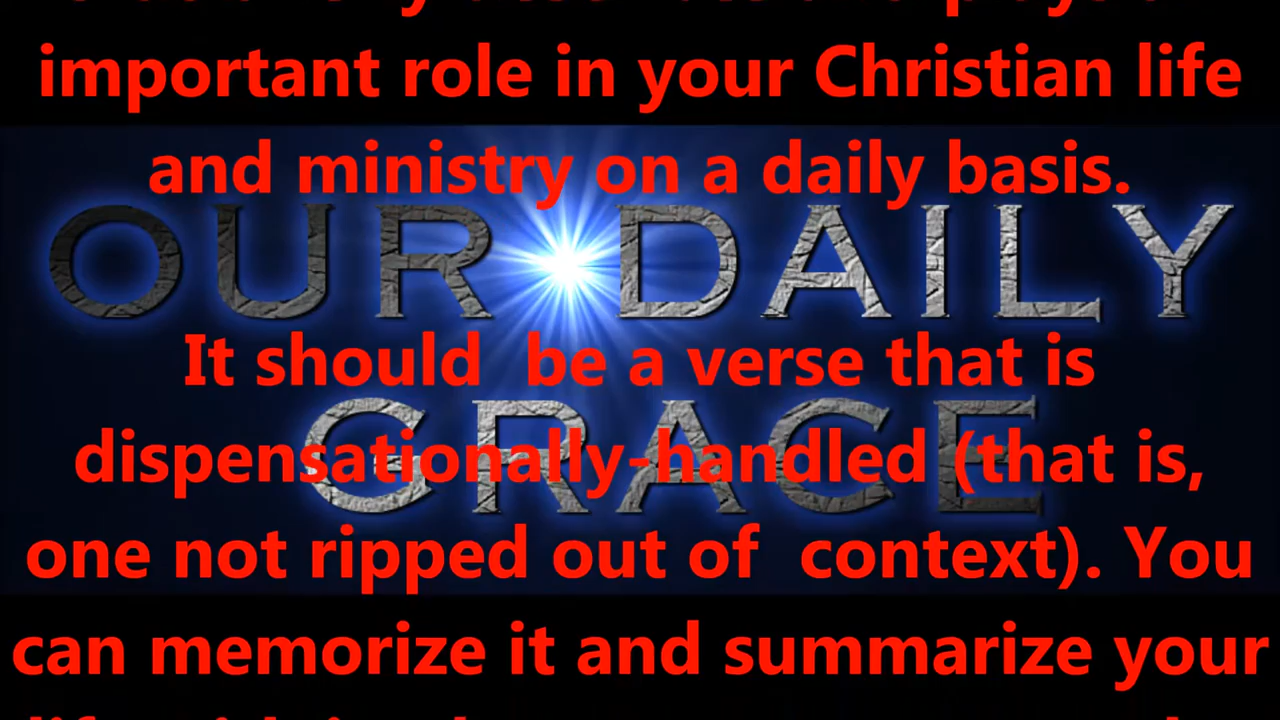 important role in your Christian life
and ministry on a daily basis.
OUR DAILY
It should  be a verse that is
GRACE
dispensationally-handled (that is,
one not ripped out of  context). You
can memorize it and summarize your